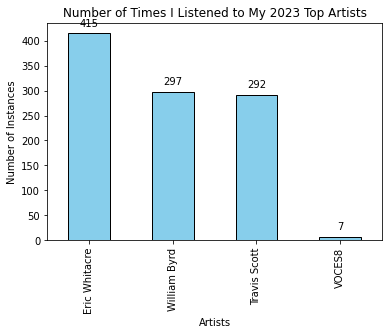 Number of Times I Listened to My 2023 Top Artists
415
297
292
7
400
350
300
250
200
150
100
50
0
Number of Instances
Eric Whitacre
William Byrd
Travis Scott
VOCES8
Artists